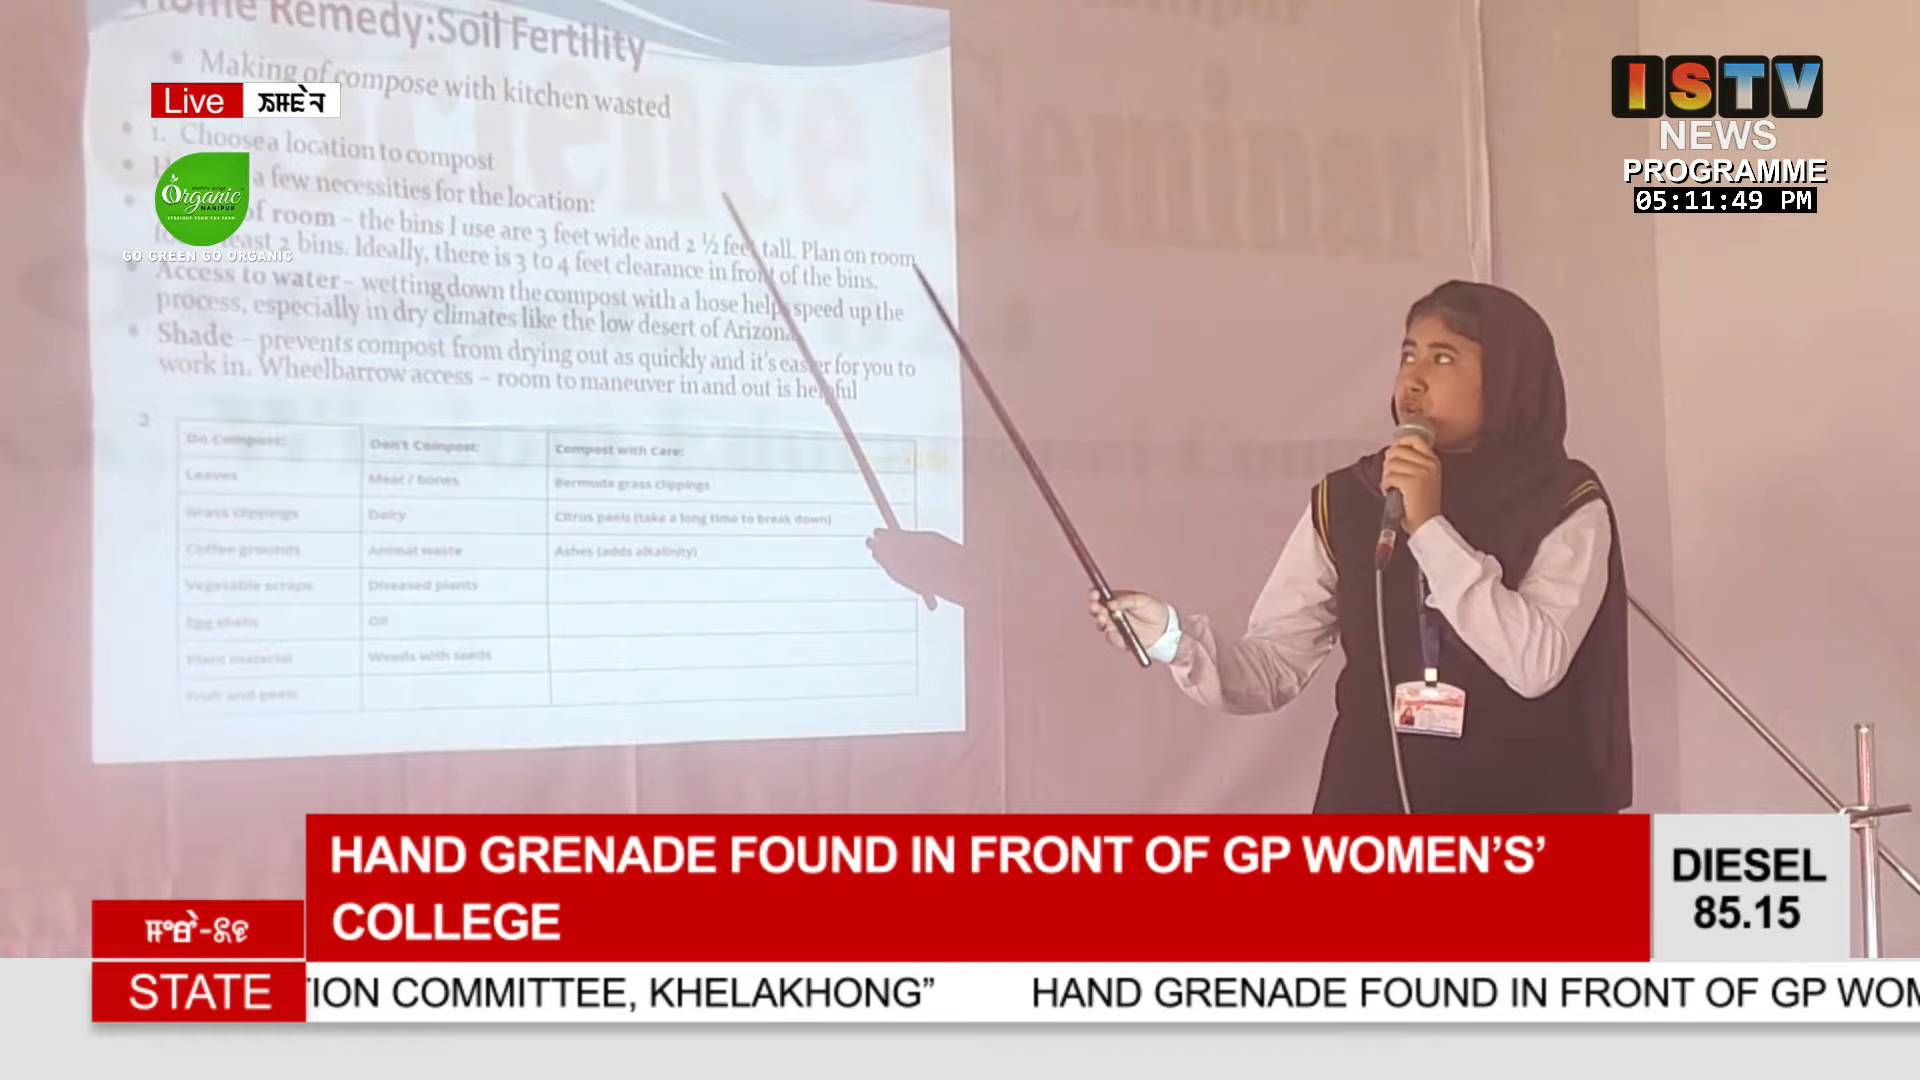 Home Remedy:Soil Fertility
Making of compose with kitchen wasted
1. Choose a location to compost
a few necessities for the location:
of room – the bins I use are 3 feet wide and 2 ½ feet tall. Plan on room
least 2 bins. Ideally, there is 3 to 4 feet clearance in front of the bins.
Access to water – wetting down the compost with a hose helps speed up the
process, especially in dry climates like the low desert of Arizona
Shade – prevents compost from drying out as quickly and it's easier for you to
work in. Wheelbarrow access – room to maneuver in and out is helpful
2
Do Compost: Don't Compost: Compost with Care:
Leaves Meat / bones Bermuda grass clippings
Grass clippings Dairy Citrus peels (take a long time to break down)
Coffee grounds Animal waste Ashes (adds alkalinity)
Vegetable scraps Diseased plants
Egg shells Oil
Plant material Weeds with seeds
Fruit and peels
Science Seminar
Live
Organic
MANIPUR
STRAIGHT FROM THE FARM
GO GREEN GO ORGANIC
ISTV
NEWS
PROGRAMME
05:11:49 PM
HAND GRENADE FOUND IN FRONT OF GP WOMEN’S’
COLLEGE
DIESEL
85.15
STATE
TION COMMITTEE, KHELAKHONG” HAND GRENADE FOUND IN FRONT OF GP WOM